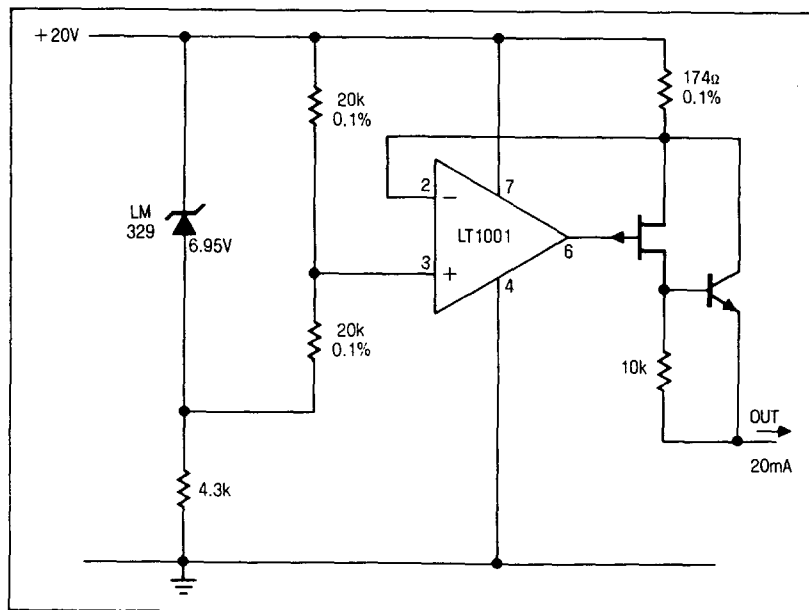 +20V
20k
0.1%
174Ω
0.1%
2
7
LM
329
6.95V
LT1001
6
3
4
20k
0.1%
10k
OUT
20mA
4.3k